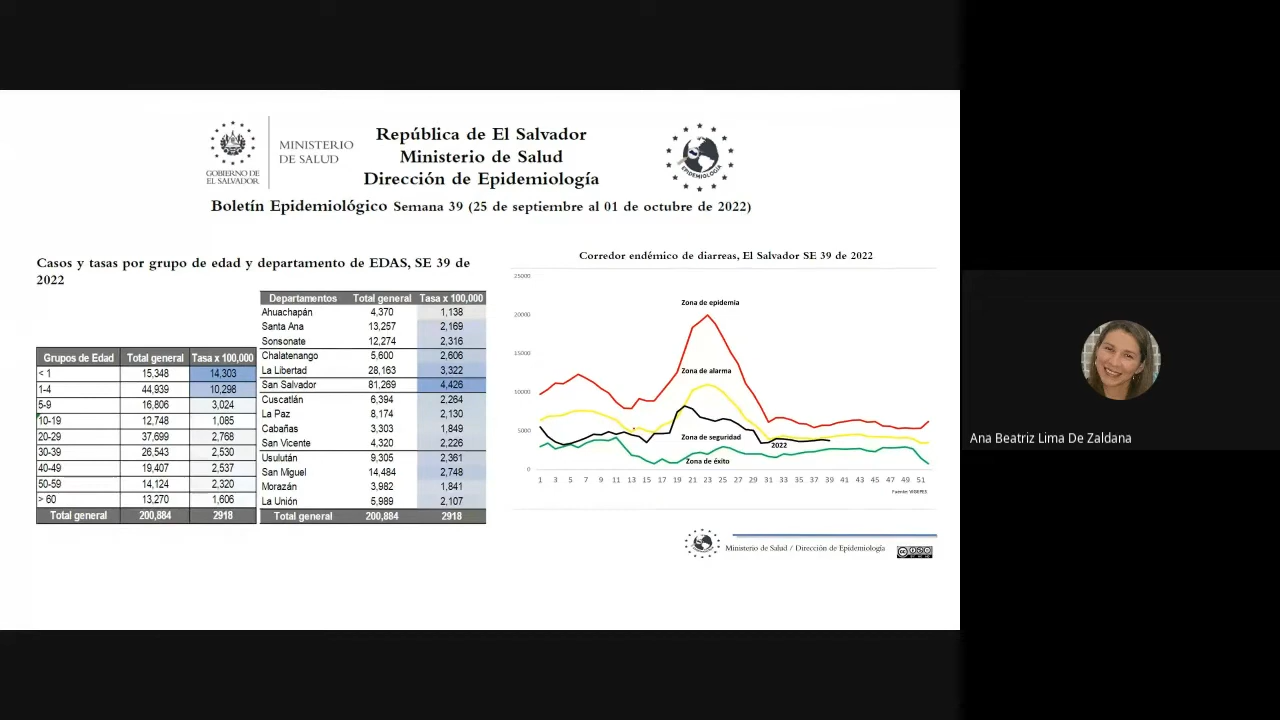 MINISTERIO
DE SALUD
GOBIERNO DE
EL SALVADOR
República de El Salvador
Ministerio de Salud
Dirección de Epidemiología
EPIDEMIOLOGÍA
Boletín Epidemiológico Semana 39 (25 de septiembre al 01 de octubre de 2022)
Casos y tasas por grupo de edad y departamento de EDAS, SE 39 de
2022
Grupos de Edad Total general Tasa x 100,000
< 1 15,348 14,303
1-4 44,939 10,298
5-9 16,806 3,024
10-19 12,748 1,085
20-29 37,699 2,768
30-39 26,543 2,530
40-49 19,407 2,537
50-59 14,124 2,320
> 60 13,270 1,606
Total general 200,884 2918
Departamentos Total general Tasa x 100,000
Ahuachapán 4,370 1,138
Santa Ana 13,257 2,169
Sonsonate 12,274 2,316
Chalatenango 5,600 2,606
La Libertad 28,163 3,322
San Salvador 81,269 4,426
Cuscatlán 6,394 2,264
La Paz 8,174 2,130
Cabañas 3,303 1,849
San Vicente 4,320 2,226
Usulután 9,305 2,361
San Miguel 14,484 2,748
Morazán 3,982 1,841
La Unión 5,989 2,107
Total general 200,884 2918
Corredor endémico de diarreas, El Salvador SE 39 de 2022
25000
20000
15000
10000
5000
0
Zona de epidemia
Zona de alarma
Zona de seguridad
2022
Zona de éxito
1 3 5 7 9 11 13 15 17 19 21 23 25 27 29 31 33 35 37 39 41 43 45 47 49 51
Fuente: VIGEPES
Ministerio de Salud / Dirección de Epidemiología
Ana Beatriz Lima De Zaldana